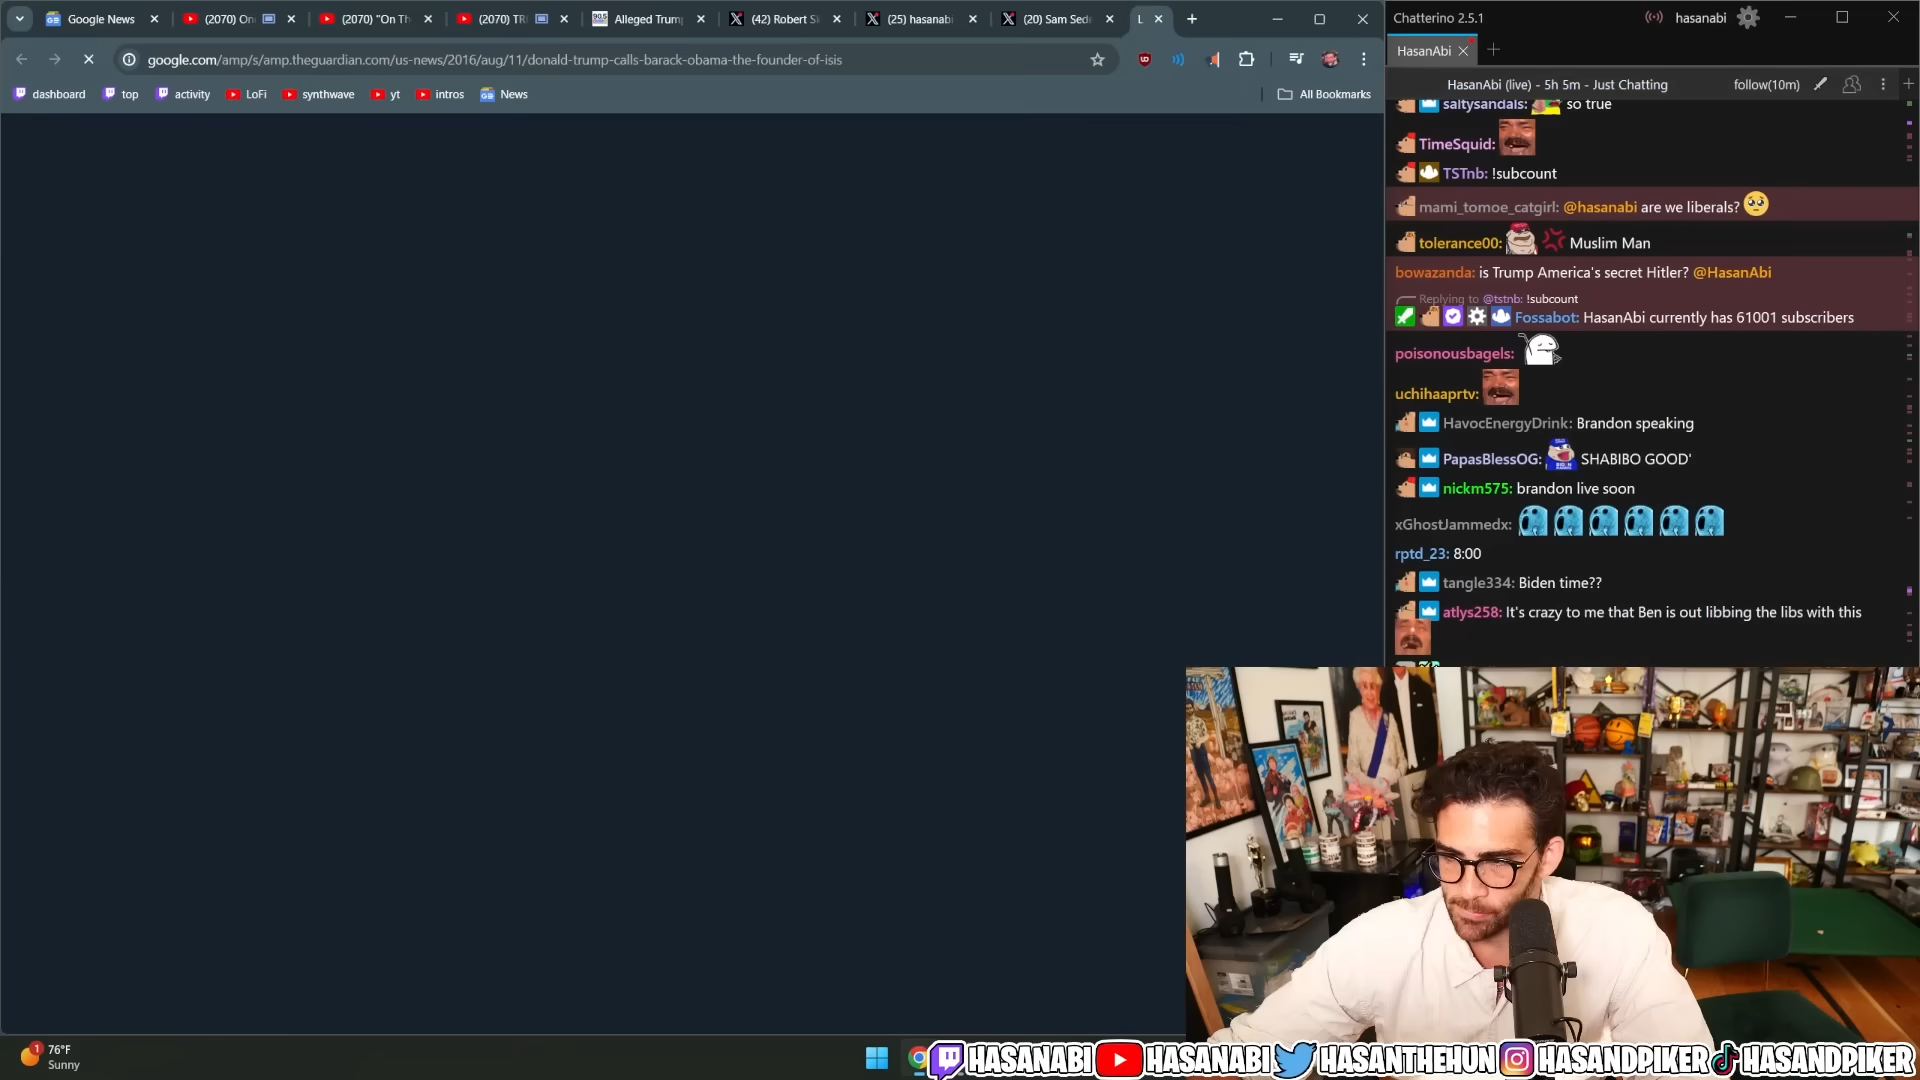 Google News
(2070) On
(2070) "On Th
(2070) TR
Alleged Trum
(42) Robert S
(25) hasanabi
(20) Sam Sed
L
google.com/amp/s/amp.theguardian.com/us-news/2016/aug/11/donald-trump-calls-barack-obama-the-founder-of-isis
dashboard
top
activity
LoFi
synthwave
yt
intros
News
All Bookmarks
Chatterino 2.5.1
hasanabi
HasanAbi
HasanAbi (live) - 5h 5m - Just Chatting
follow(10m)
saltysandals: so true
TimeSquid:
TSTnb: !subcount
mami_tomoe_catgirl: @hasanabi are we liberals?
tolerance00: Muslim Man
bowazanda: is Trump America's secret Hitler? @HasanAbi
Replying to @tstnb: !subcount
Fossabot: HasanAbi currently has 61001 subscribers
poisonousbagels:
uchihaaprtv:
HavocEnergyDrink: Brandon speaking
PapasBlessOG: SHABIBO GOOD'
nickm575: brandon live soon
xGhostJammedx:
rptd_23: 8:00
tangle334: Biden time??
atlys258: It's crazy to me that Ben is out libbing the libs with this
1
76°F
Sunny
HASANABI
HASANABI
HASANTHEHUN
HASANDPIKER
HASANDPIKER